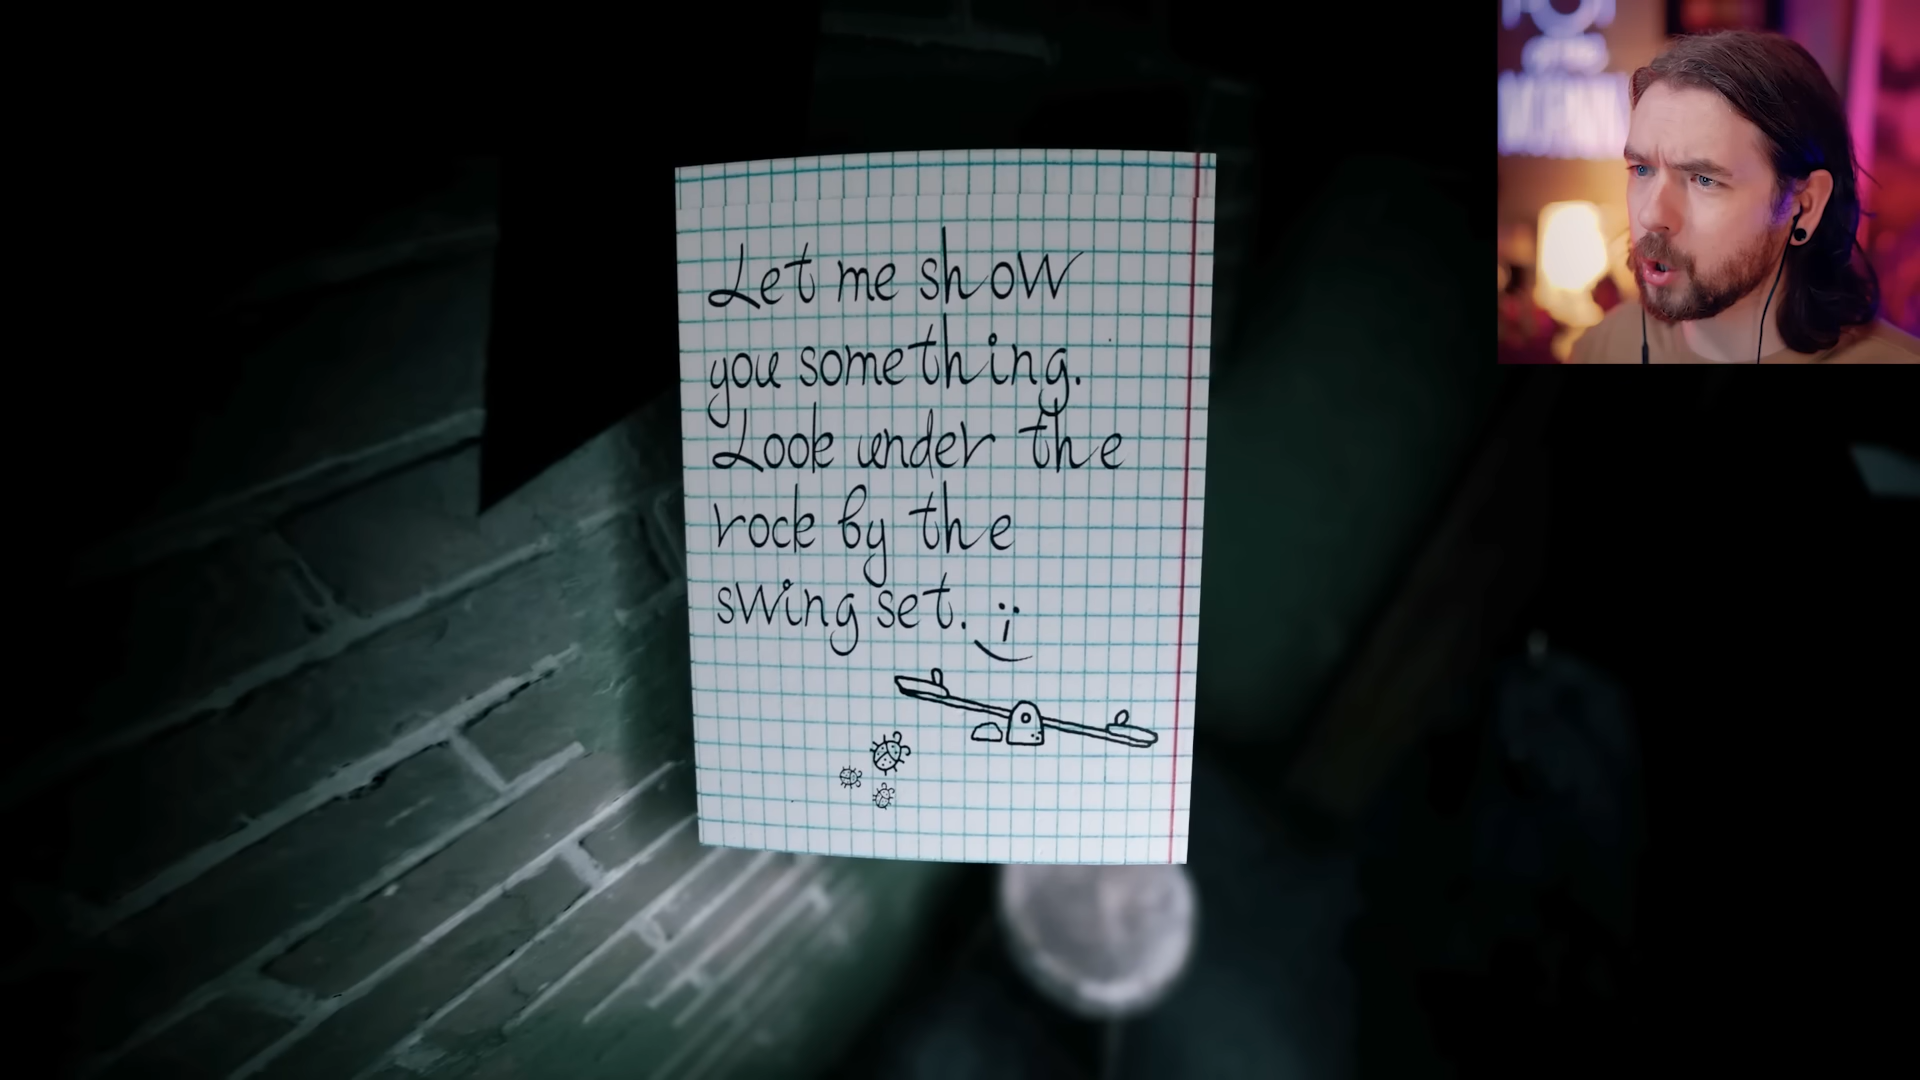 Let me show
you something.
Look under the
rock by the
swing set.